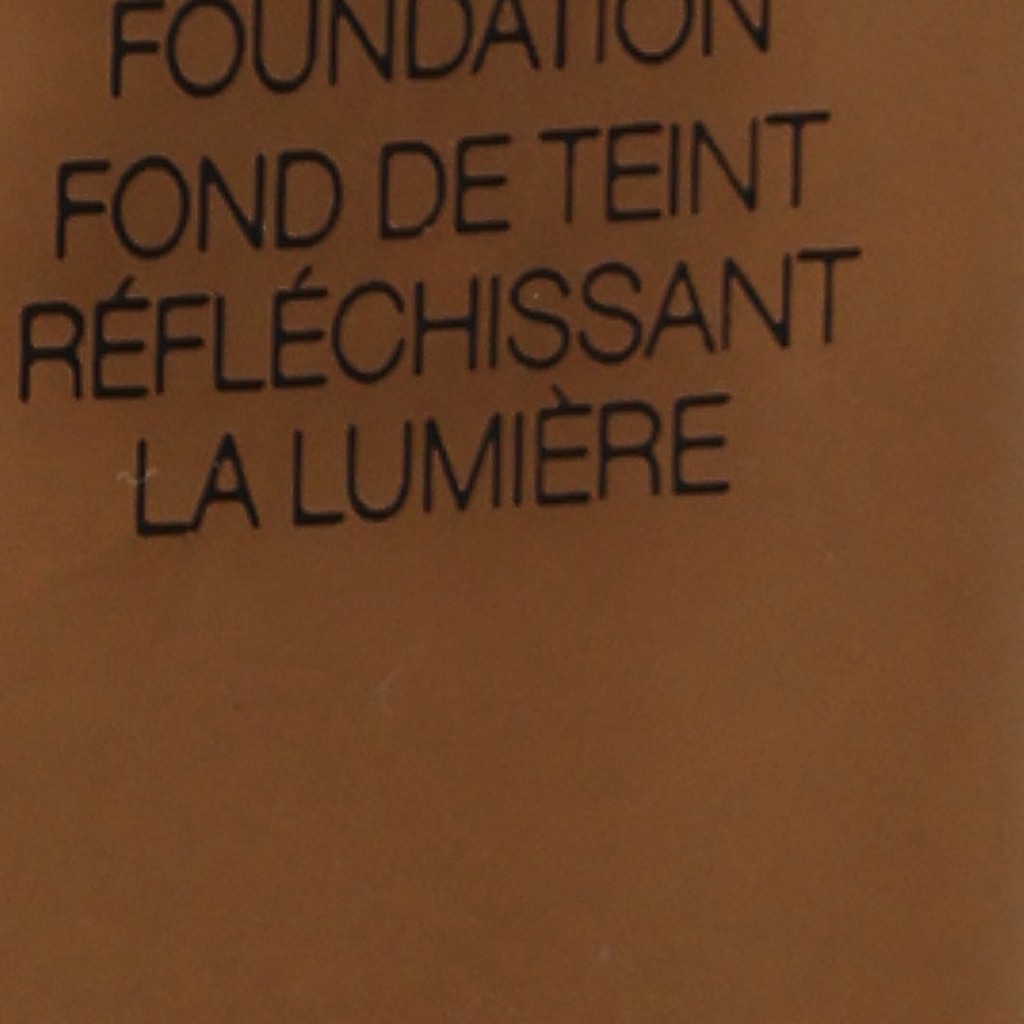 FOUNDATION
FOND DE TEINT
RÉFLÉCHISSANT
LA LUMIÈRE